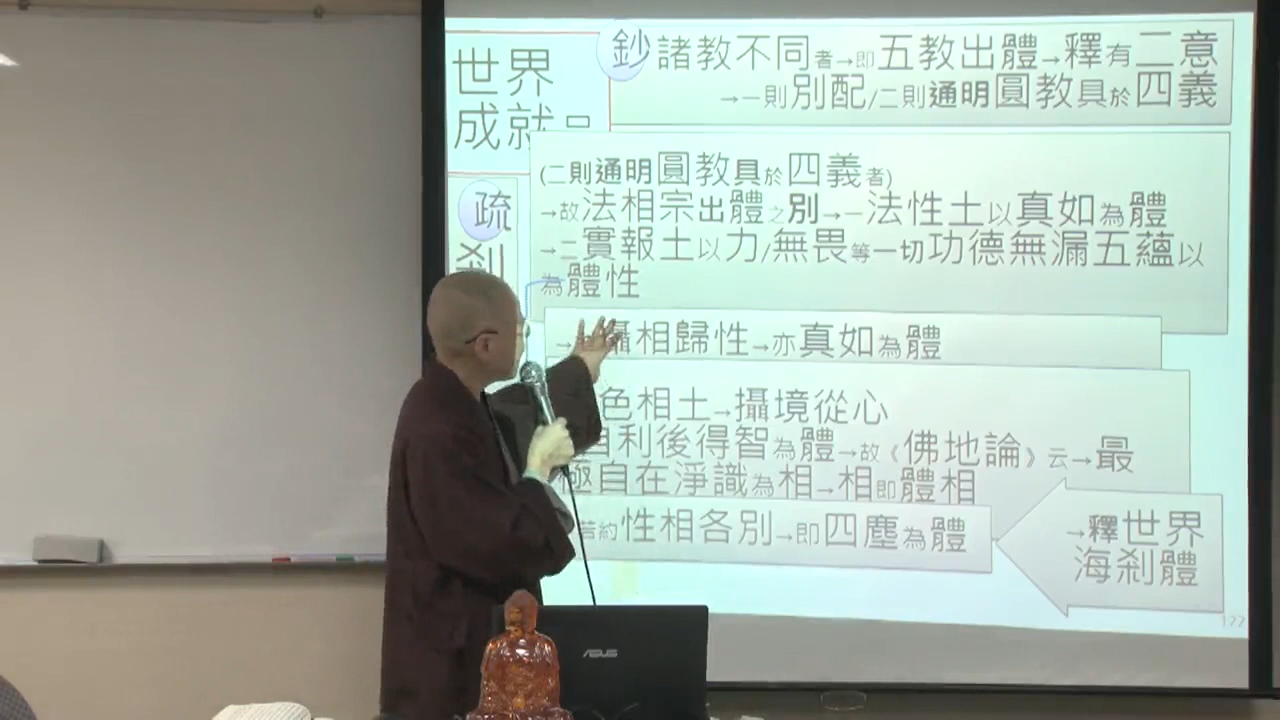 世界
成就
鈔 諸教不同者→即五教出體→釋有二意
→一則別配/二則通明圓教具於四義
疏
剎
(二則通明圓教具於四義者)
→故法相宗出體之別→一法性土以真如為體
→二實報土以力/無畏等一切功德無漏五蘊以
為體性
攝相歸性→亦真如為體
色相土→攝境從心
自利後得智為體→故《佛地論》云→最
極自在淨識為相→相即體相
若約性相各別→即四塵為體
→釋世界
海剎體
122
ASUS